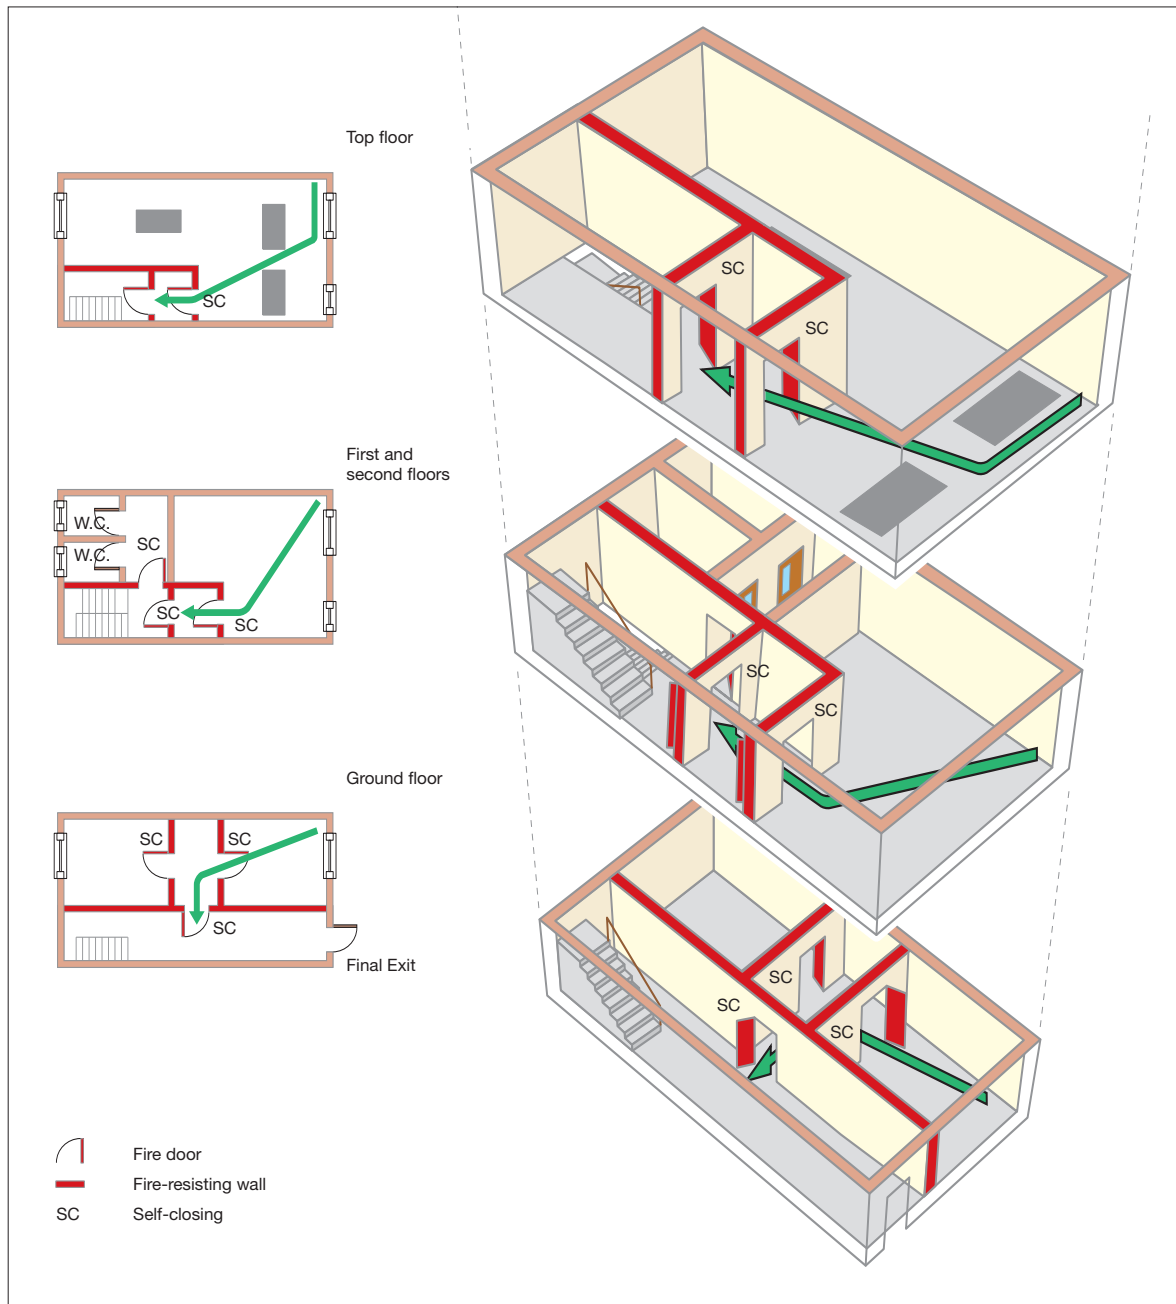 Top floor
SC
SC
SC
First and
second floors
W.C.
W.C.
SC
SC
SC
SC
SC
Ground floor
SC
SC
SC
Final Exit
SC
SC
SC
Fire door
Fire-resisting wall
SC
Self-closing